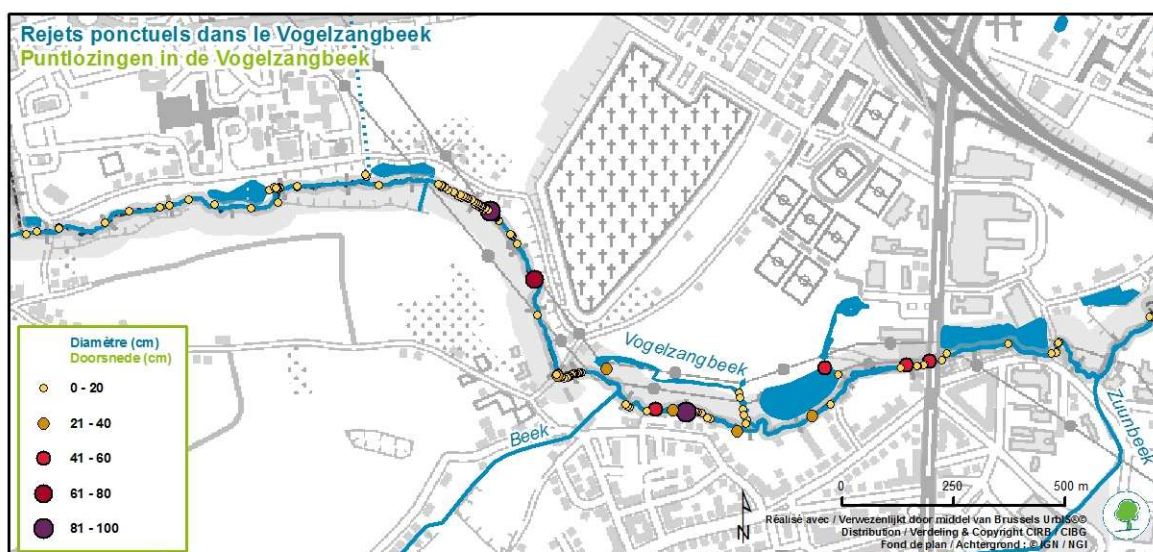 Rejets ponctuels dans le Vogelzangbeek
Puntlozingen in de Vogelzangbeek
Vogelzangbeek
Beek
Zuunbeek
Diamètre (cm)
Doorsnede (cm)
0 - 20
21 - 40
41 - 60
61 - 80
81 - 100
0 250 500 m
N
Réalisé avec / Verwezenlijkt door middel van Brussels UrbIS®©
Distribution / Verdeling & Copyright CIRB / CIBG
Fond de plan / Achtergrond : © IGN / NGI